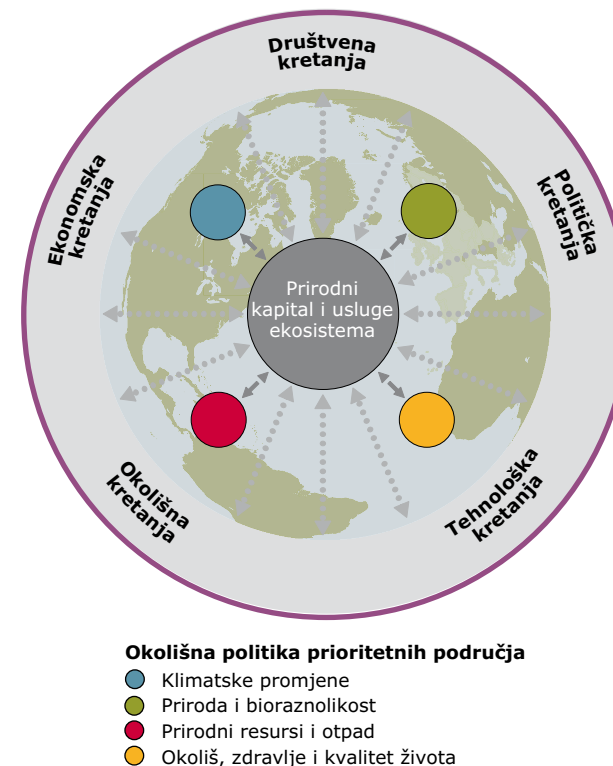 Društvena
kretanja
Ekonomska
kretanja
Politička
kretanja
Prirodni
kapital i usluge
ekosistema
Okolišna
kretanja
Tehnološka
kretanja
Okolišna politika prioritetnih područja
Klimatske promjene
Priroda i bioraznolikost
Prirodni resursi i otpad
Okoliš, zdravlje i kvalitet života